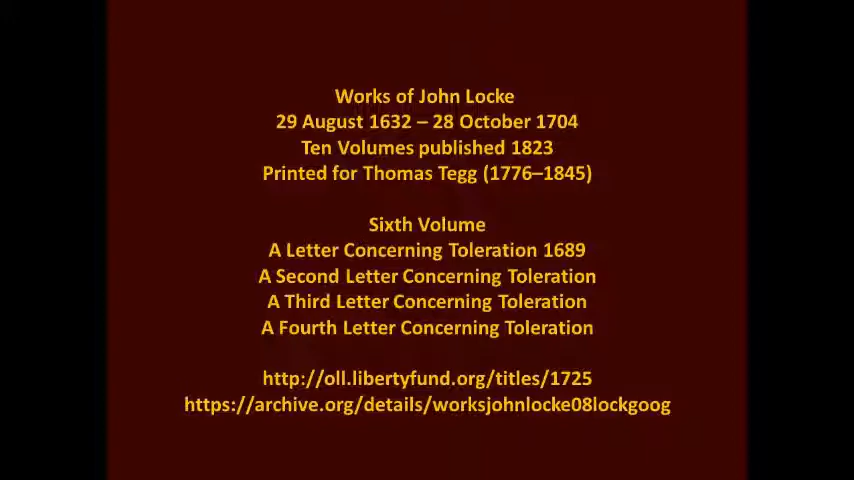 Works of John Locke
29 August 1632 – 28 October 1704
Ten Volumes published 1823
Printed for Thomas Tegg (1776–1845)
Sixth Volume
A Letter Concerning Toleration 1689
A Second Letter Concerning Toleration
A Third Letter Concerning Toleration
A Fourth Letter Concerning Toleration
http://oll.libertyfund.org/titles/1725
https://archive.org/details/worksjohnlocke08lockgoog